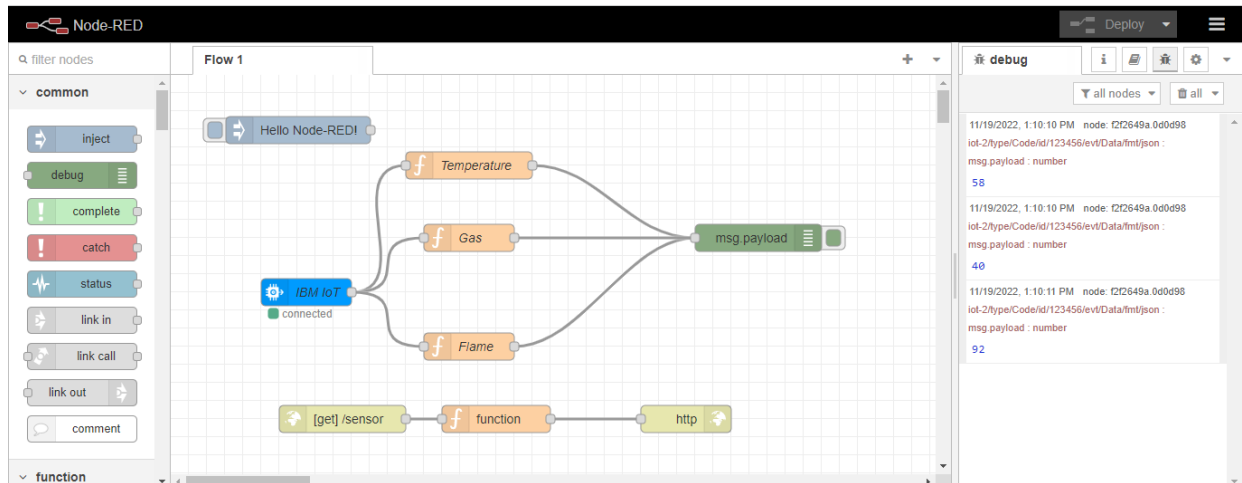 Node-RED
Deploy
filter nodes
Flow 1
debug
i
common
all nodes
all
inject
debug
complete
catch
status
link in
link call
link out
comment
function
Hello Node-RED!
Temperature
Gas
msg.payload
IBM IoT
connected
Flame
[get] /sensor
function
http
11/19/2022, 1:10:10 PM node: f2f2649a.0d0d98
iot-2/type/Code/id/123456/evt/Data/fmt/json :
msg.payload : number
58
11/19/2022, 1:10:10 PM node: f2f2649a.0d0d98
iot-2/type/Code/id/123456/evt/Data/fmt/json :
msg.payload : number
40
11/19/2022, 1:10:11 PM node: f2f2649a.0d0d98
iot-2/type/Code/id/123456/evt/Data/fmt/json :
msg.payload : number
92